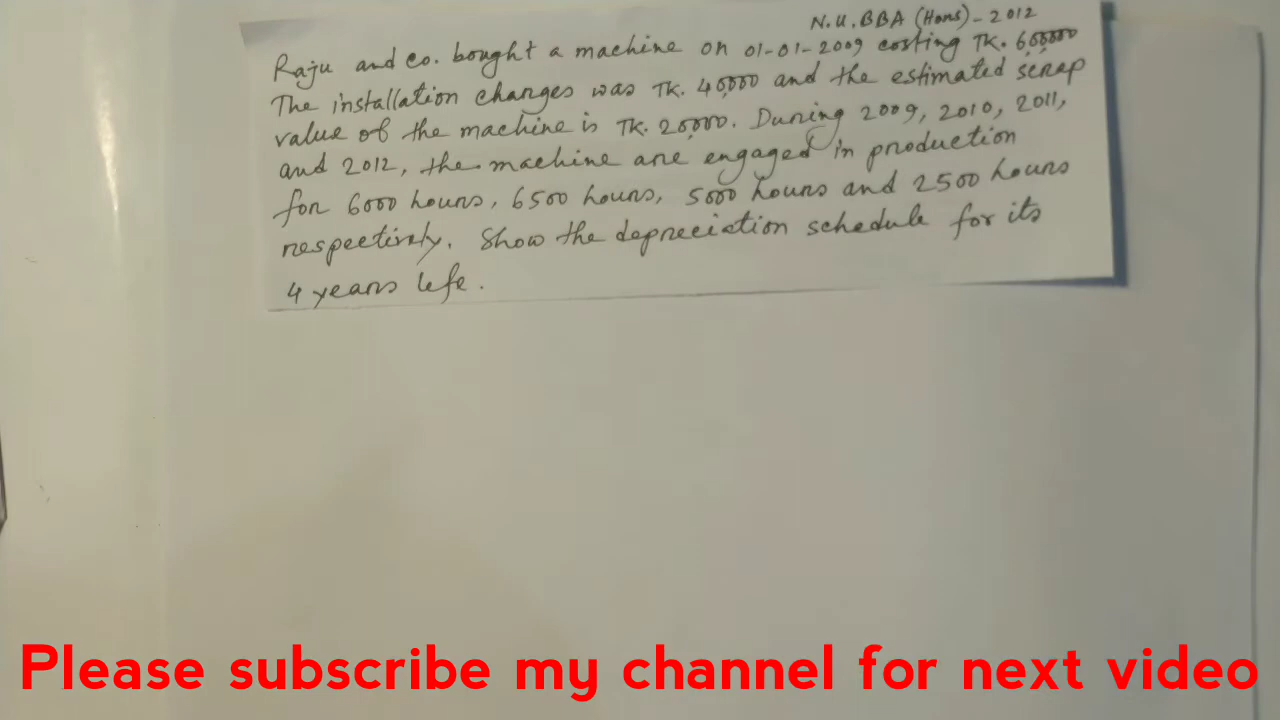 N.U.BBA (Hons) - 2012
Raju and co. bought a machine on 01-01-2009 costing TK. 60,000
The installation changes was TK. 40,000 and the estimated scrap
value of the machine is TK. 20,000. During 2009, 2010, 2011,
and 2012, the machine are engaged in production
for 6000 hours, 6500 hours, 5000 hours and 2500 hours
respectively. Show the depreciation schedule for its
4 years life.
Please subscribe my channel for next video